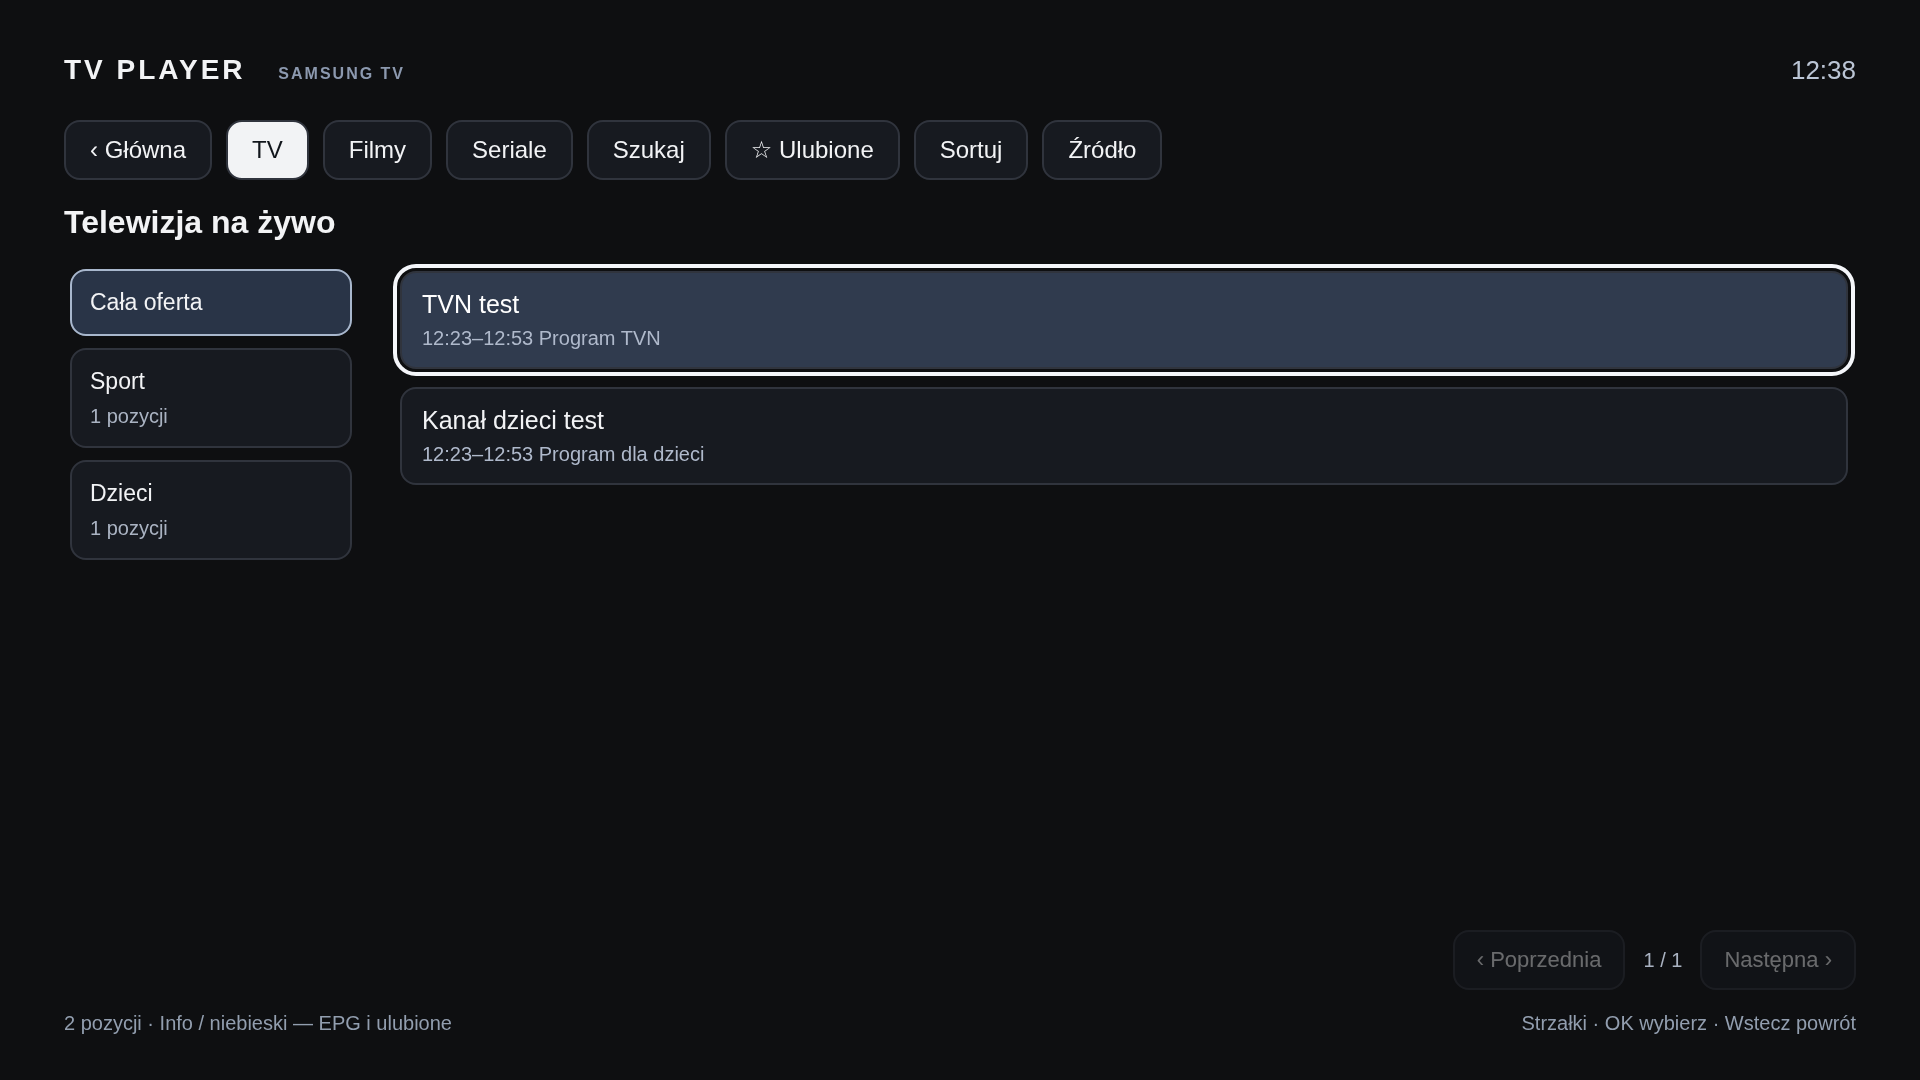 TV PLAYER SAMSUNG TV 12:38
‹ Główna TV Filmy Seriale Szukaj ☆ Ulubione Sortuj Źródło
Telewizja na żywo
Cała oferta
Sport
1 pozycji
Dzieci
1 pozycji
TVN test
12:23–12:53 Program TVN
Kanał dzieci test
12:23–12:53 Program dla dzieci
‹ Poprzednia 1 / 1 Następna ›
2 pozycji · Info / niebieski — EPG i ulubione
Strzałki · OK wybierz · Wstecz powrót